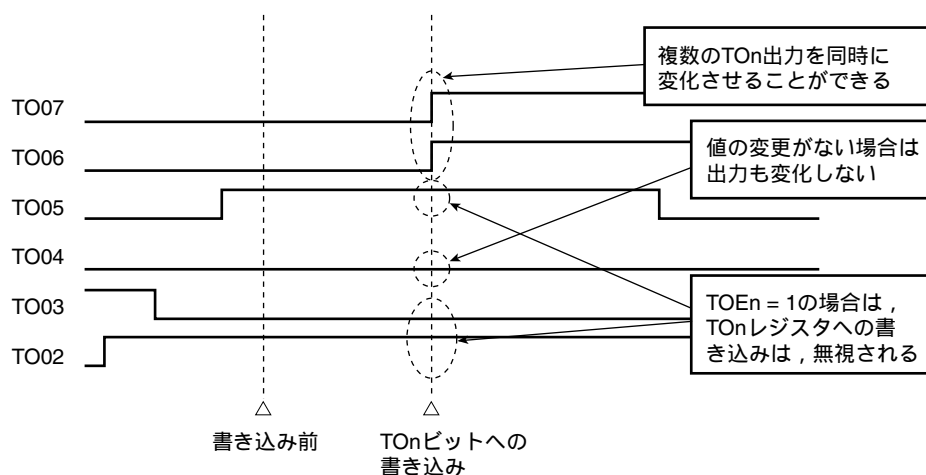 複数のTOn出力を同時に
変化させることができる
TO07
TO06
値の変更がない場合は
出力も変化しない
TO05
TO04
TO03
TO02
TOEn = 1の場合は，
TOnレジスタへの書
き込みは，無視される
書き込み前
TOnビットへの
書き込み